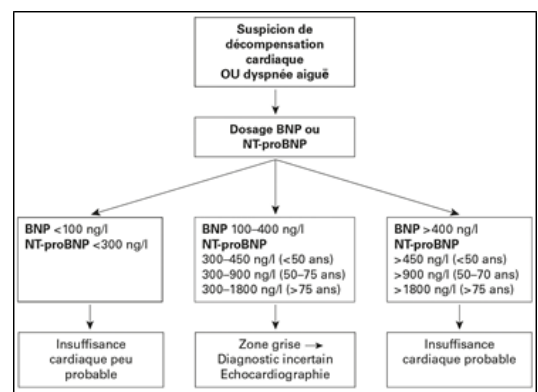 Suspicion de
décompensation
cardiaque
OU dyspnée aiguë
Dosage BNP ou
NT-proBNP
BNP <100 ng/l
NT-proBNP <300 ng/l
BNP 100–400 ng/l
NT-proBNP
300–450 ng/l (<50 ans)
300–900 ng/l (50–75 ans)
300–1800 ng/l (>75 ans)
BNP >400 ng/l
NT-proBNP
>450 ng/l (<50 ans)
>900 ng/l (50–70 ans)
>1800 ng/l (>75 ans)
Insuffisance
cardiaque peu
probable
Zone grise →
Diagnostic incertain
Echocardiographie
Insuffisance
cardiaque probable